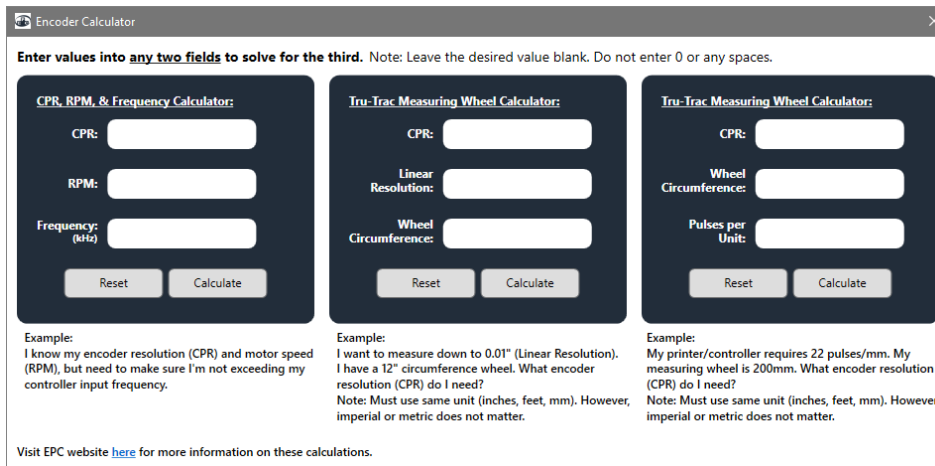 Encoder Calculator
Enter values into any two fields to solve for the third. Note: Leave the desired value blank. Do not enter 0 or any spaces.
CPR, RPM, & Frequency Calculator:
CPR:
RPM:
Frequency:
(kHz)
Reset
Calculate
Example:
I know my encoder resolution (CPR) and motor speed
(RPM), but need to make sure I'm not exceeding my
controller input frequency.
Tru-Trac Measuring Wheel Calculator:
CPR:
Linear
Resolution:
Wheel
Circumference:
Reset
Calculate
Example:
I want to measure down to 0.01" (Linear Resolution).
I have a 12" circumference wheel. What encoder
resolution (CPR) do I need?
Note: Must use same unit (inches, feet, mm). However,
imperial or metric does not matter.
Tru-Trac Measuring Wheel Calculator:
CPR:
Wheel
Circumference:
Pulses per
Unit:
Reset
Calculate
Example:
My printer/controller requires 22 pulses/mm. My
measuring wheel is 200mm. What encoder resolution
(CPR) do I need?
Note: Must use same unit (inches, feet, mm). However,
imperial or metric does not matter.
Visit EPC website here for more information on these calculations.